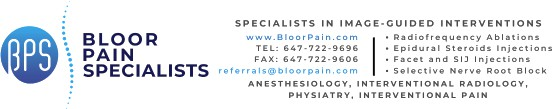 BPS
BLOOR
PAIN
SPECIALISTS
SPECIALISTS IN IMAGE-GUIDED INTERVENTIONS
www.BloorPain.com
TEL: 647-722-9696
FAX: 647-722-9606
referrals@bloorpain.com
• Radiofrequency Ablations
• Epidural Steroids Injections
• Facet and SIJ Injections
• Selective Nerve Root Block
ANESTHESIOLOGY, INTERVENTIONAL RADIOLOGY,
PHYSIATRY, INTERVENTIONAL PAIN